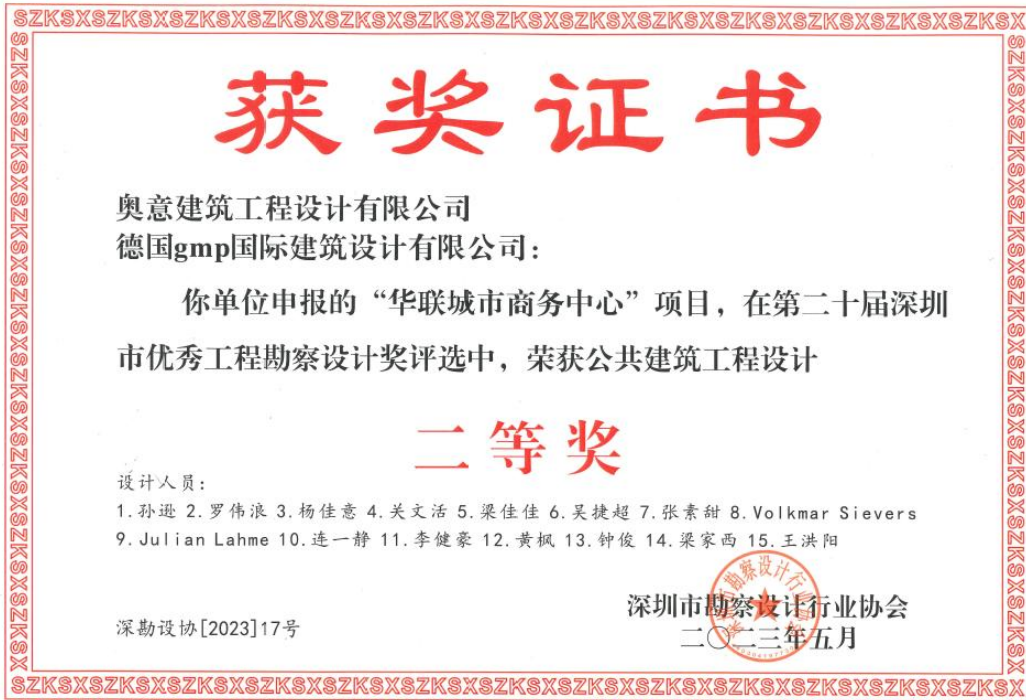 SZKSXSZKSXSZKSXSZKSXSZKSXSZKSXSZKSXSZKSXSZKSXSZKSX
获奖证书
奥意建筑工程设计有限公司
德国gmp国际建筑设计有限公司：
你单位申报的“华联城市商务中心”项目，在第二十届深圳
市优秀工程勘察设计奖评选中，荣获公共建筑工程设计
二等奖
设计人员：
1.孙逊 2.罗伟浪 3.杨佳意 4.关文活 5.梁佳佳 6.吴捷超 7.张素甜 8.Volkmar Sievers
9.Julian Lahme 10.连一静 11.李健豪 12.黄枫 13.钟俊 14.梁家西 15.王洪阳
深圳市勘察设计行业协会
二〇二三年五月
深勘设协[2023]17号